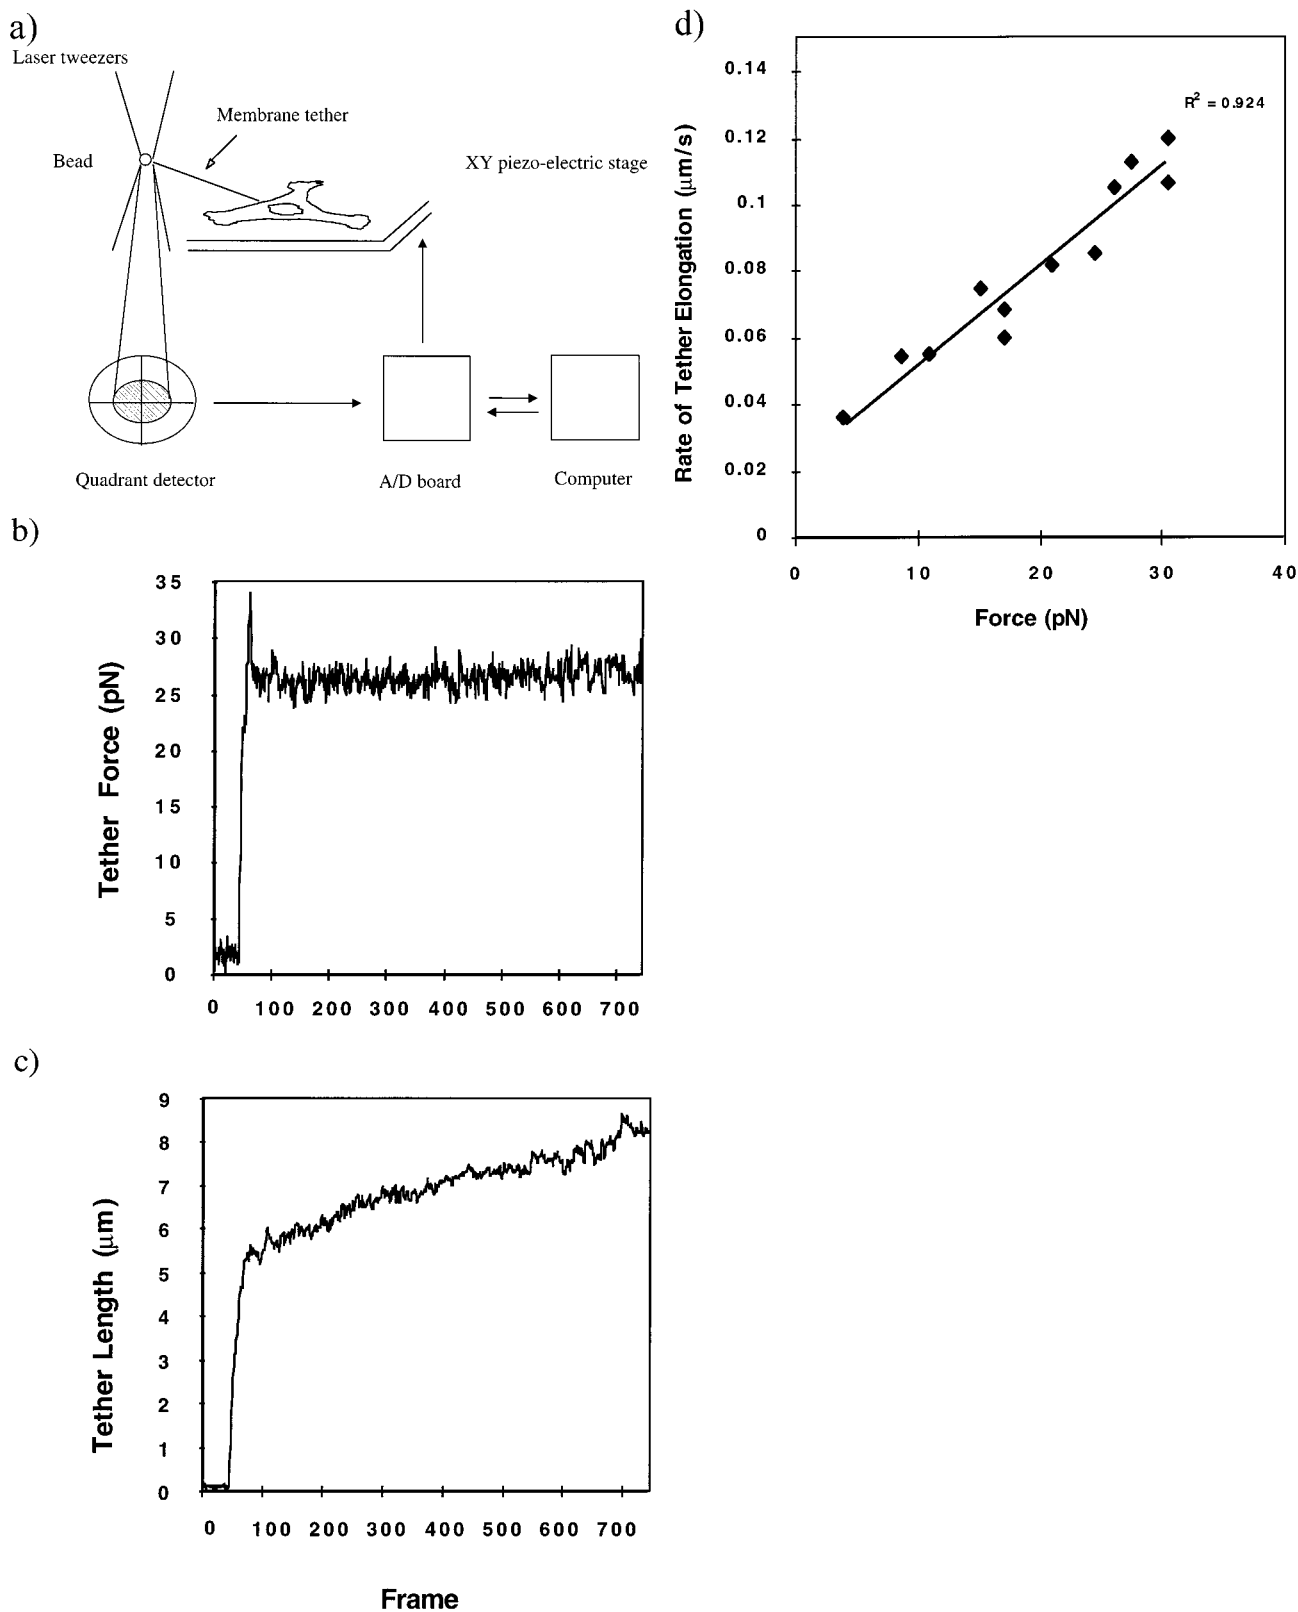 a)
Laser tweezers
Membrane tether
Bead
XY piezo-electric stage
Quadrant detector
A/D board
Computer
b)
Tether Force (pN)
35
30
25
20
15
10
5
0
0 100 200 300 400 500 600 700
c)
Tether Length (µm)
9
8
7
6
5
4
3
2
1
0
0 100 200 300 400 500 600 700
Frame
d)
Rate of Tether Elongation (µm/s)
0.14
0.12
0.1
0.08
0.06
0.04
0.02
0
R² = 0.924
0 10 20 30 40
Force (pN)